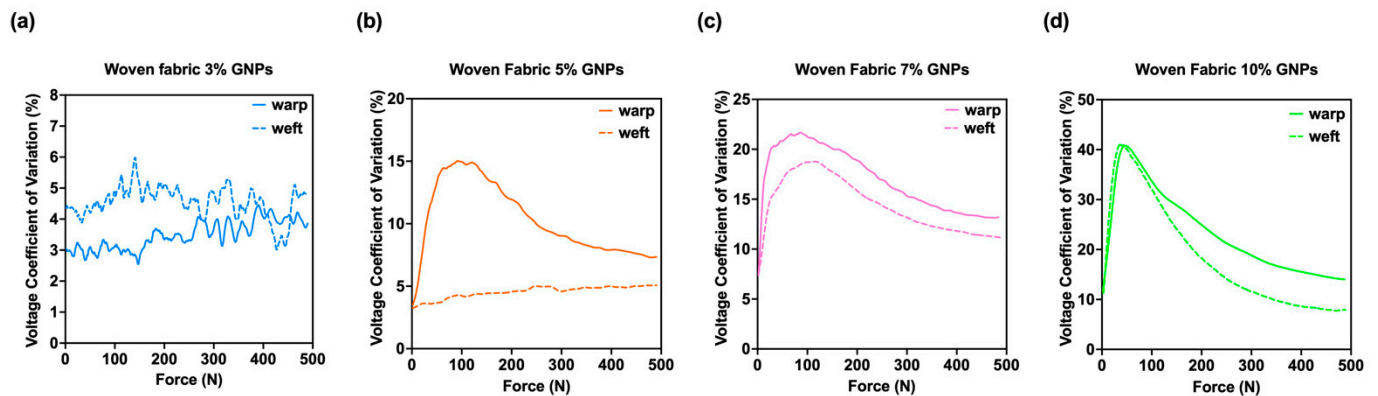 (a)
Woven fabric 3% GNPs
Voltage Coefficient of Variation (%)
8
7
6
5
4
3
2
1
0
warp
weft
0 100 200 300 400 500
Force (N)
(b)
Woven Fabric 5% GNPs
Voltage Coefficient of Variation (%)
20
15
10
5
0
warp
weft
0 100 200 300 400 500
Force (N)
(c)
Woven Fabric 7% GNPs
Voltage Coefficient of Variation (%)
25
20
15
10
5
0
warp
weft
0 100 200 300 400 500
Force (N)
(d)
Woven Fabric 10% GNPs
Voltage Coefficient of Variation (%)
50
40
30
20
10
0
warp
weft
0 100 200 300 400 500
Force (N)